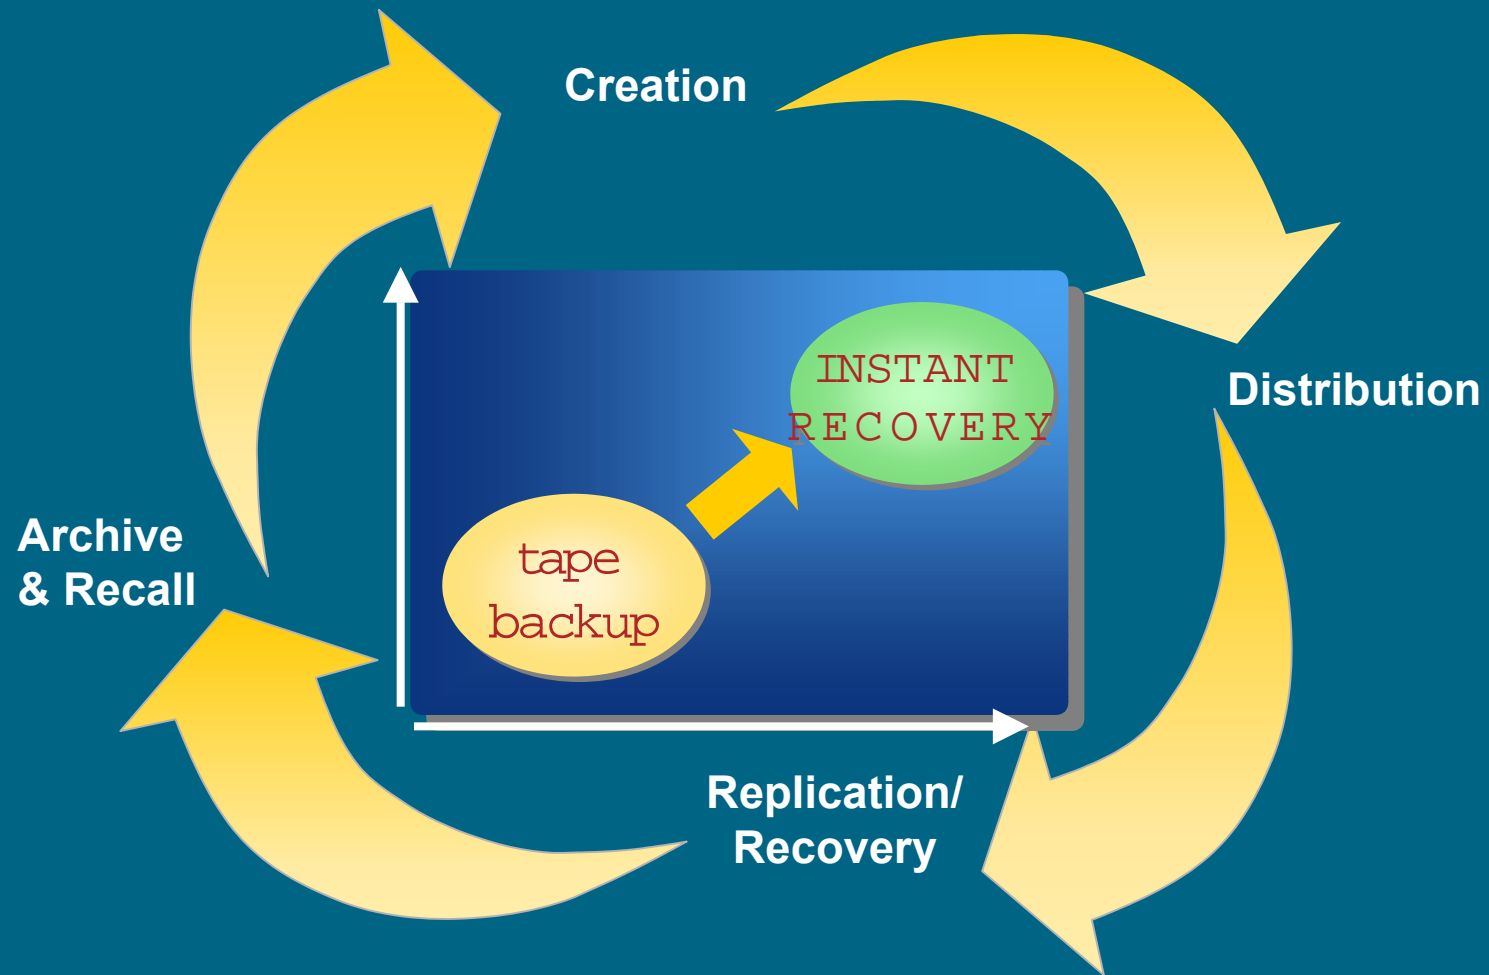 Creation
INSTANT
RECOVERY
Distribution
tape
backup
Archive
& Recall
Replication/
Recovery